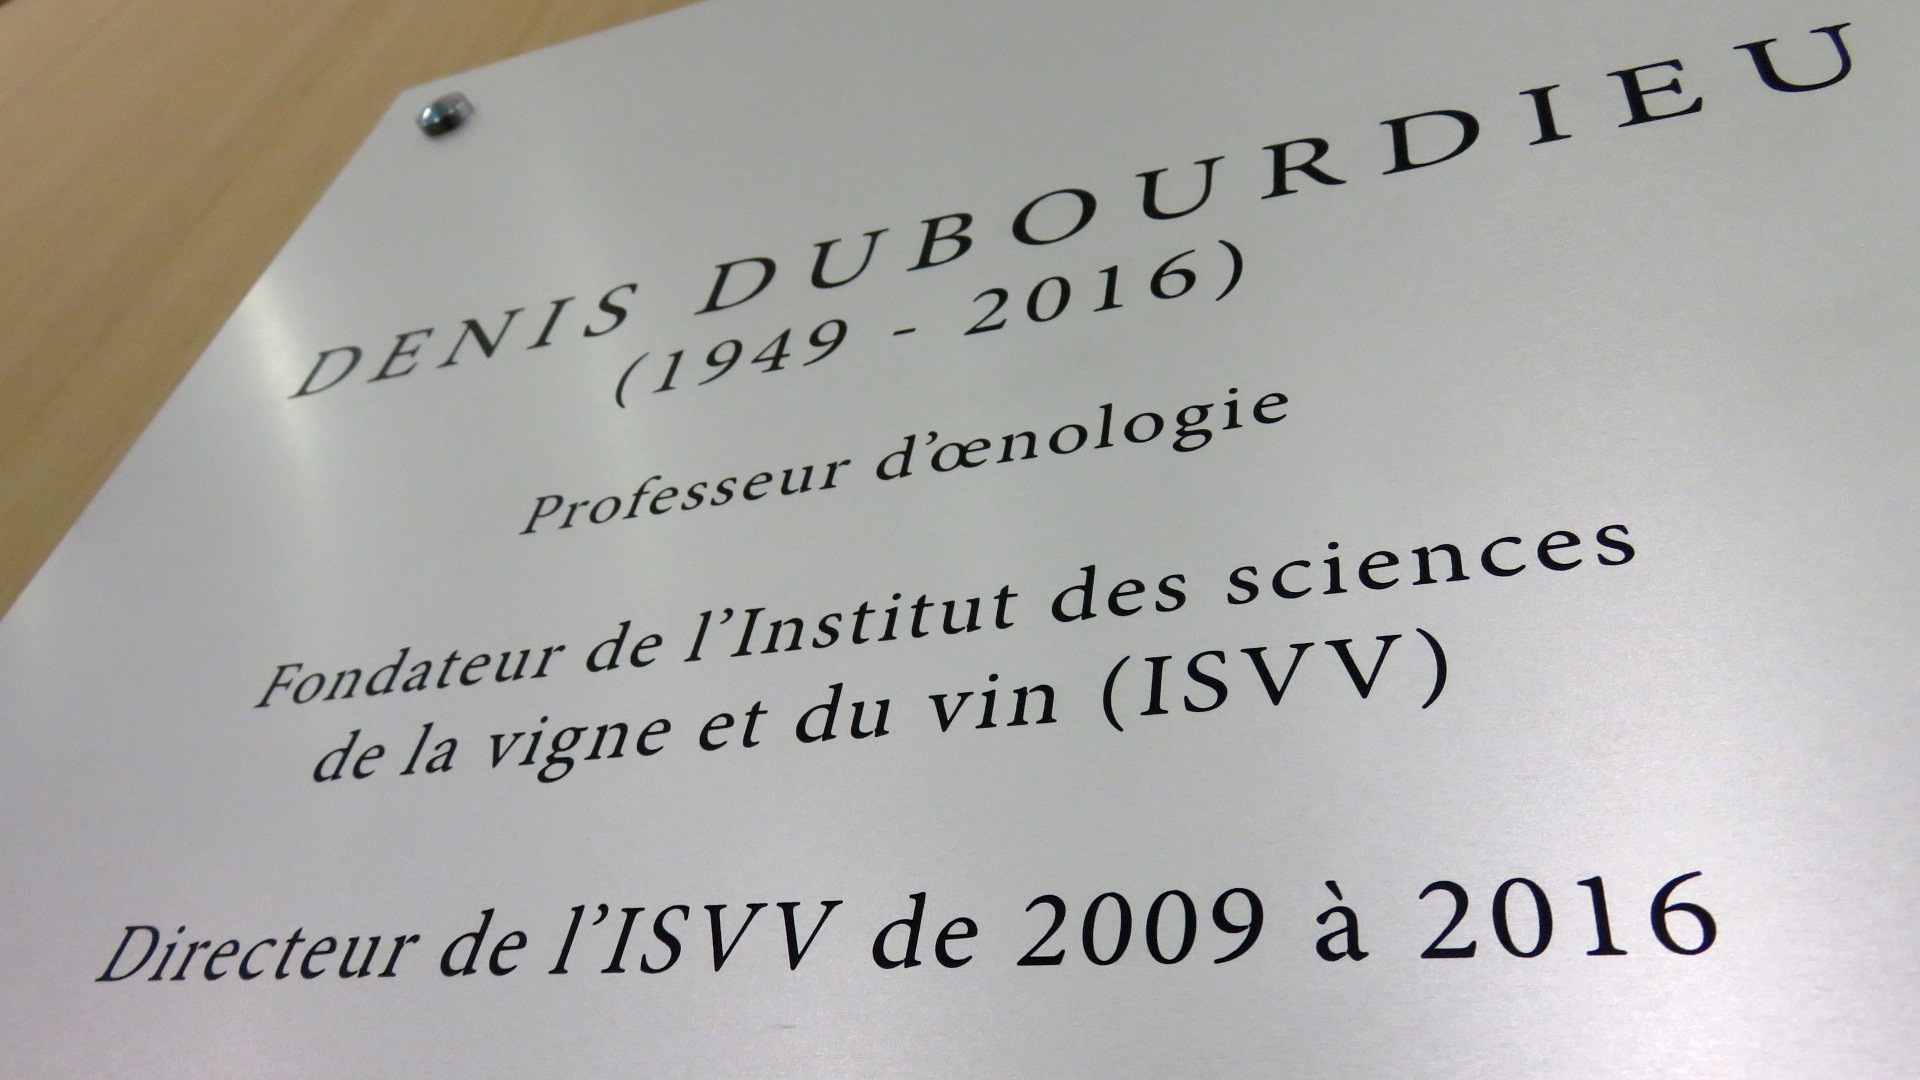 DENIS DUBOURDIEU
(1949 - 2016)
Professeur d’œnologie
Fondateur de l’Institut des sciences
de la vigne et du vin (ISVV)
Directeur de l’ISVV de 2009 à 2016